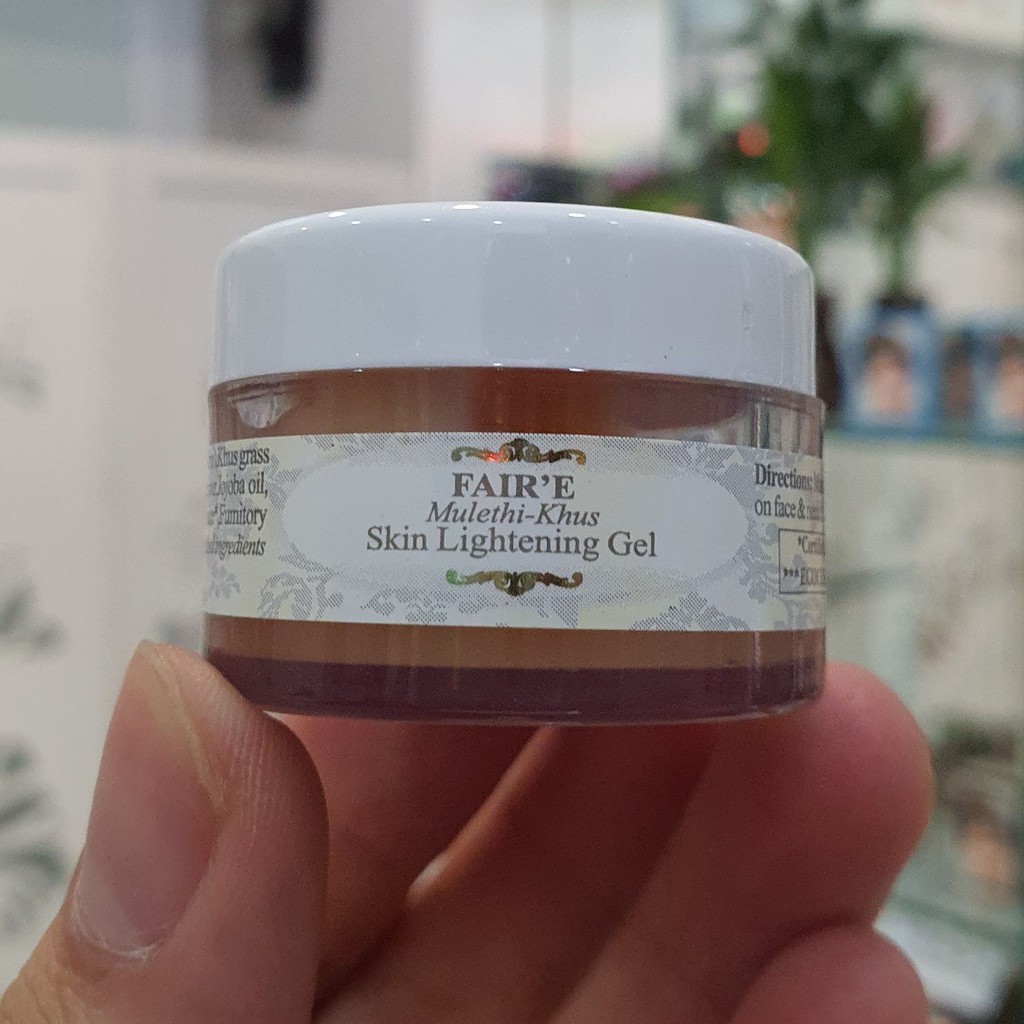 Khus grass
Jojoba oil,
Fumitory
ingredients
FAIR'E
Mulethi-Khus
Skin Lightening Gel
Directions:
on face &